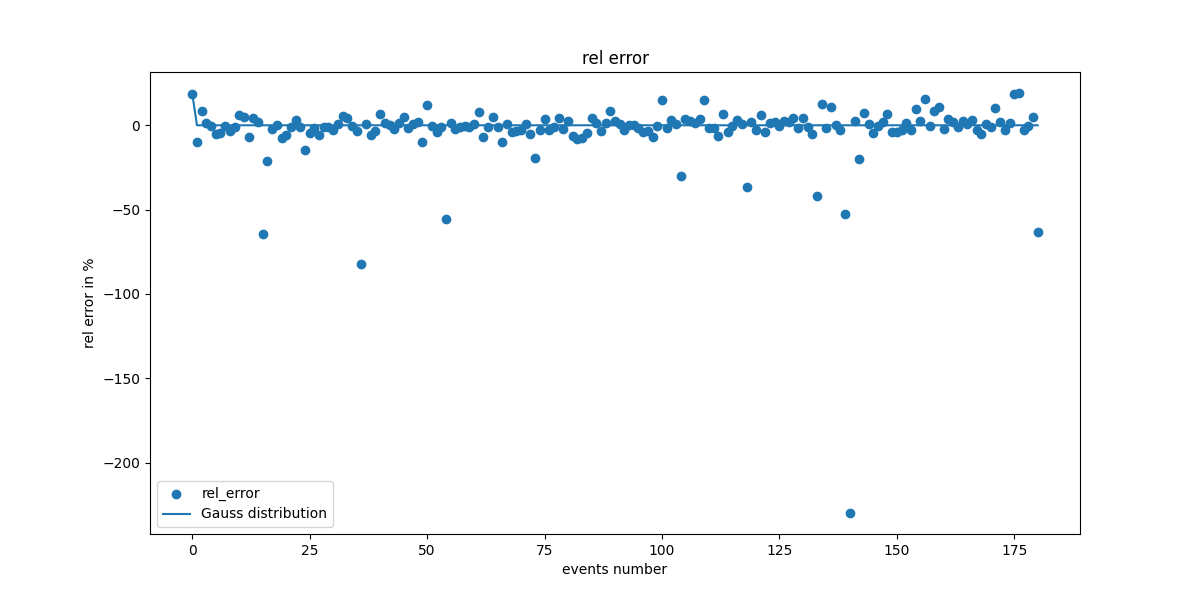 rel error
rel error in %
0
−50
−100
−150
−200
rel_error
Gauss distribution
0 25 50 75 100 125 150 175
events number